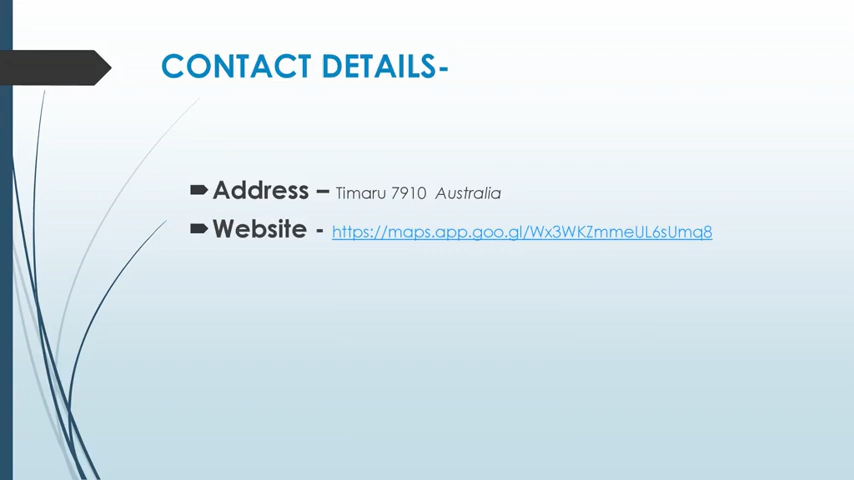 CONTACT DETAILS-
Address – Timaru 7910 Australia
Website - https://maps.app.goo.gl/Wx3WKZmmeUL6sUmq8